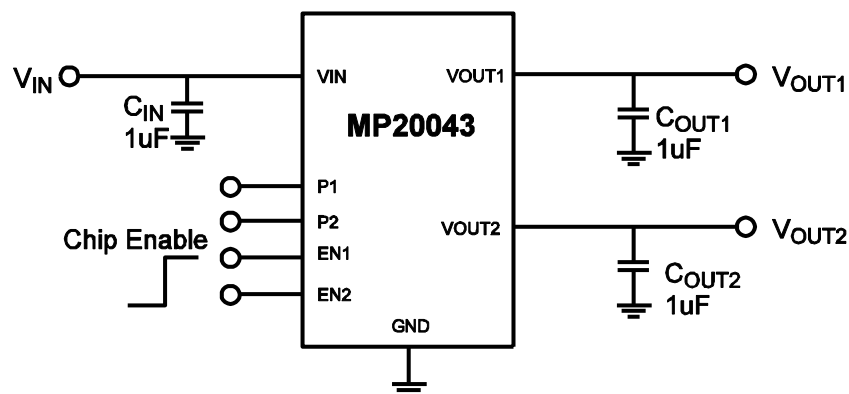 VIN
CIN
1uF
VIN
VOUT1
MP20043
VOUT1
COUT1
1uF
P1
P2
Chip Enable
EN1
EN2
VOUT2
VOUT2
COUT2
1uF
GND